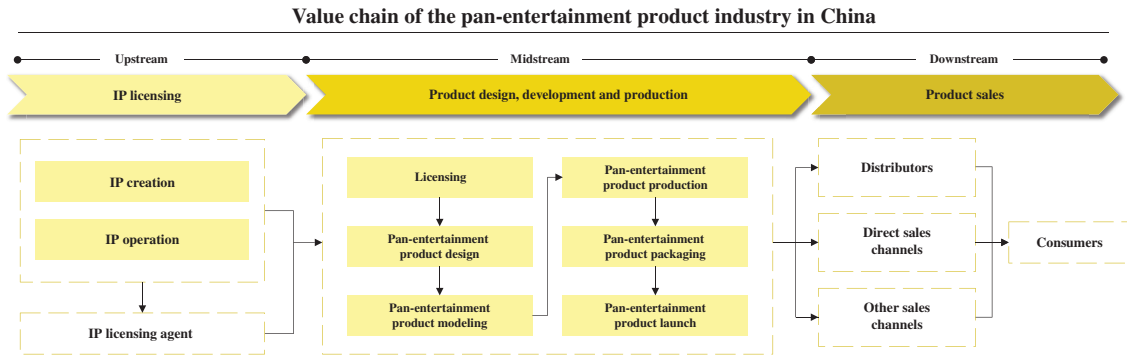 Value chain of the pan-entertainment product industry in China
Upstream
Midstream
Downstream
IP licensing
Product design, development and production
Product sales
IP creation
IP operation
IP licensing agent
Licensing
Pan-entertainment
product design
Pan-entertainment
product modeling
Pan-entertainment
product production
Pan-entertainment
product packaging
Pan-entertainment
product launch
Distributors
Direct sales
channels
Other sales
channels
Consumers